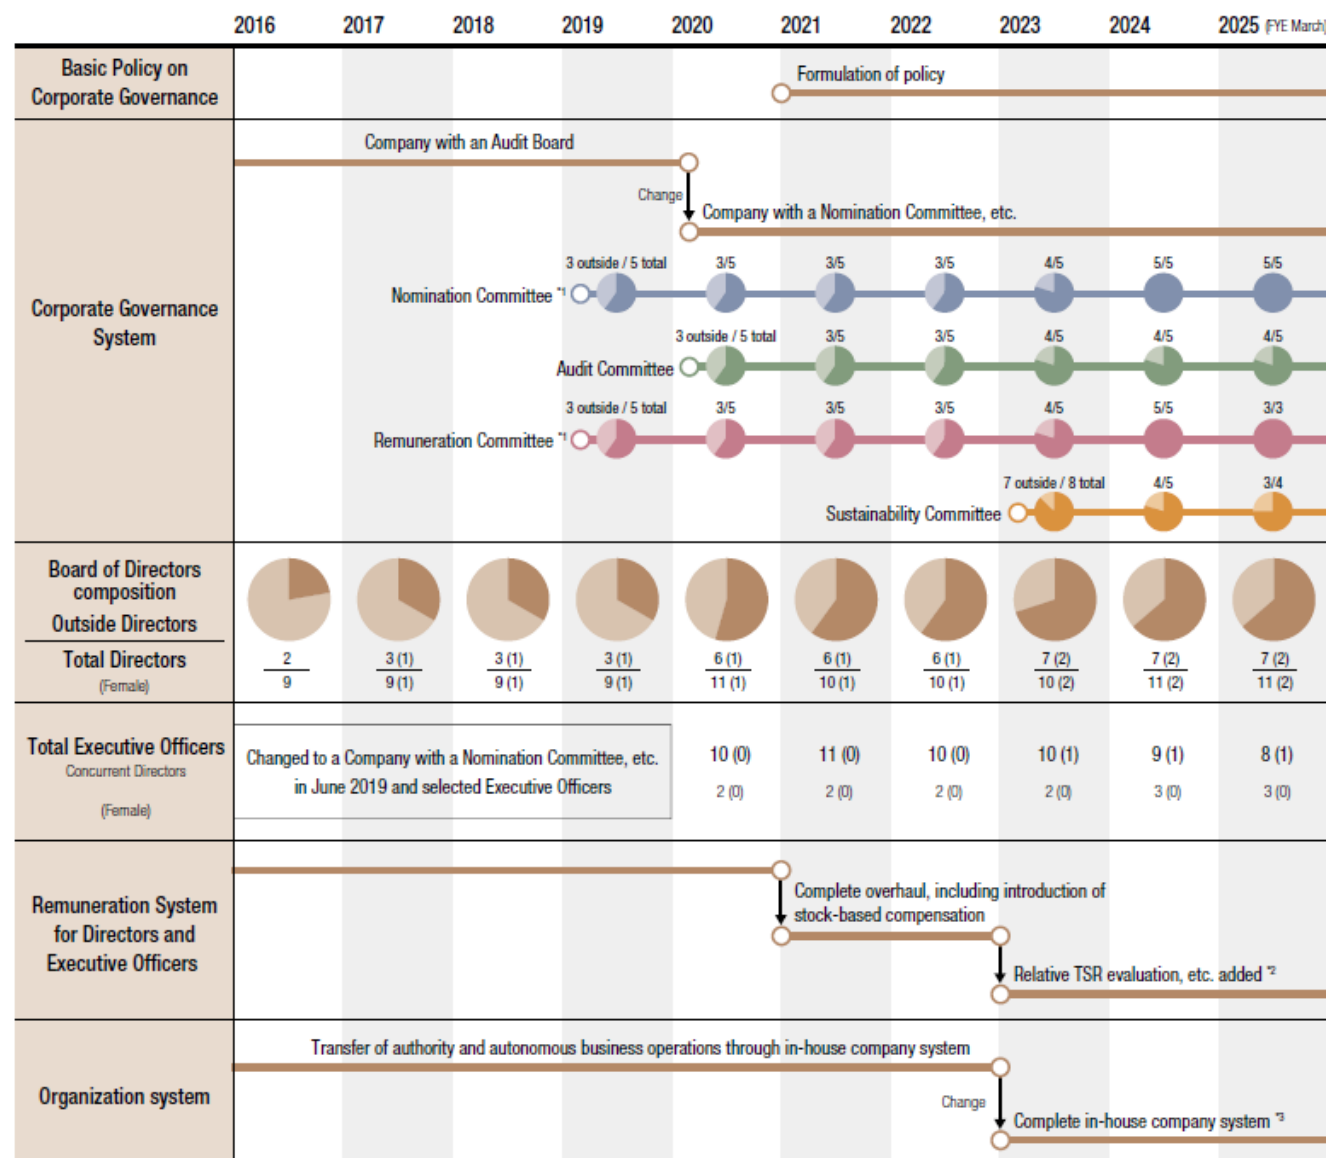 2016 2017 2018 2019 2020 2021 2022 2023 2024 2025 (FYE March)
Basic Policy on
Corporate Governance
Formulation of policy
Corporate Governance
System
Company with an Audit Board
Change
Company with a Nomination Committee, etc.
Nomination Committee *1
3 outside / 5 total 3/5 3/5 3/5 4/5 5/5 5/5
Audit Committee
3 outside / 5 total 3/5 3/5 4/5 4/5 4/5
Remuneration Committee *1
3 outside / 5 total 3/5 3/5 3/5 4/5 5/5 3/3
Sustainability Committee
7 outside / 8 total 4/5 3/4
Board of Directors
composition
Outside Directors
Total Directors
(Female)
2 3 (1) 3 (1) 3 (1) 6 (1) 6 (1) 6 (1) 7 (2) 7 (2) 7 (2)
9 9 (1) 9 (1) 9 (1) 11 (1) 10 (1) 10 (1) 10 (2) 11 (2) 11 (2)
Total Executive Officers
Concurrent Directors
(Female)
Changed to a Company with a Nomination Committee, etc.
in June 2019 and selected Executive Officers
10 (0) 11 (0) 10 (0) 10 (1) 9 (1) 8 (1)
2 (0) 2 (0) 2 (0) 2 (0) 3 (0) 3 (0)
Remuneration System
for Directors and
Executive Officers
Complete overhaul, including introduction of
stock-based compensation
Relative TSR evaluation, etc. added *2
Organization system
Transfer of authority and autonomous business operations through in-house company system
Change
Complete in-house company system *3